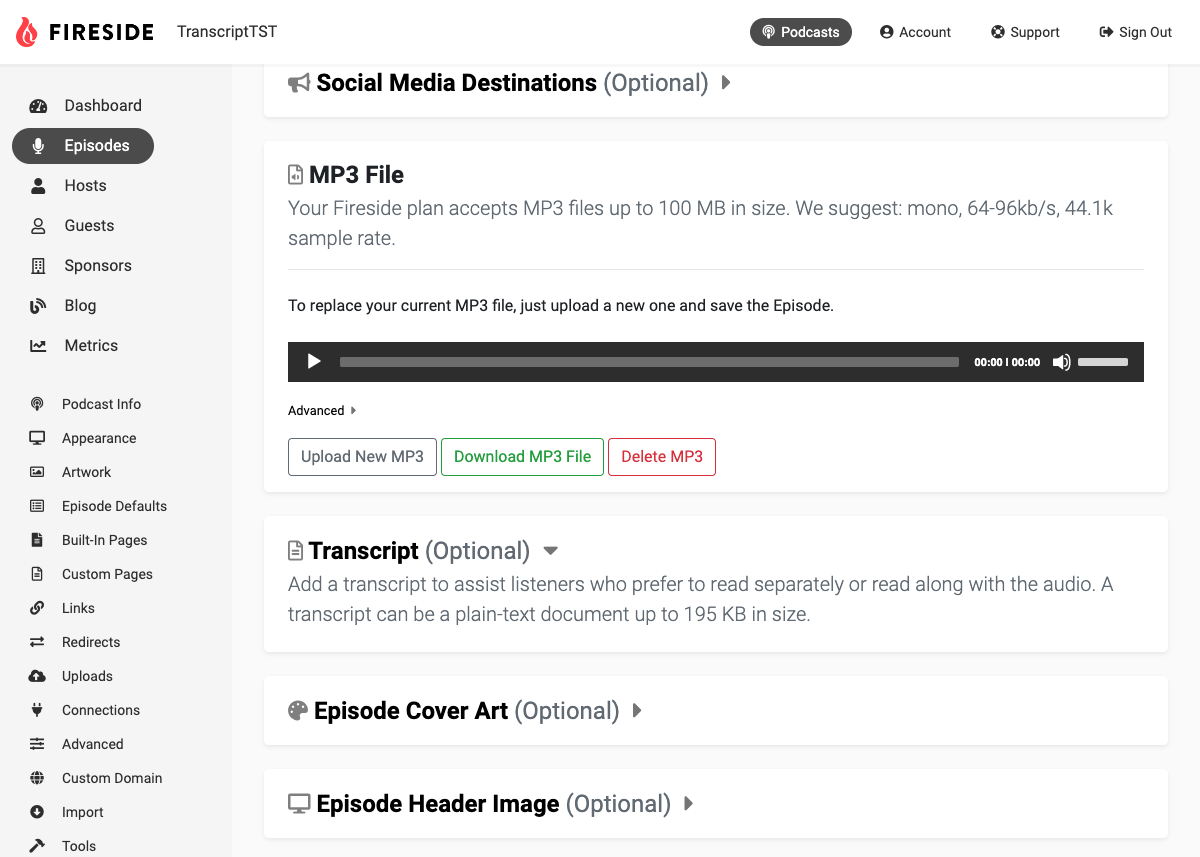 FIRESIDE TranscriptTST Podcasts Account Support Sign Out
Dashboard
Episodes
Hosts
Guests
Sponsors
Blog
Metrics
Podcast Info
Appearance
Artwork
Episode Defaults
Built-In Pages
Custom Pages
Links
Redirects
Uploads
Connections
Advanced
Custom Domain
Import
Tools
Social Media Destinations (Optional)
MP3 File
Your Fireside plan accepts MP3 files up to 100 MB in size. We suggest: mono, 64-96kb/s, 44.1k
sample rate.
To replace your current MP3 file, just upload a new one and save the Episode.
00:00 | 00:00
Advanced
Upload New MP3 Download MP3 File Delete MP3
Transcript (Optional)
Add a transcript to assist listeners who prefer to read separately or read along with the audio. A
transcript can be a plain-text document up to 195 KB in size.
Episode Cover Art (Optional)
Episode Header Image (Optional)